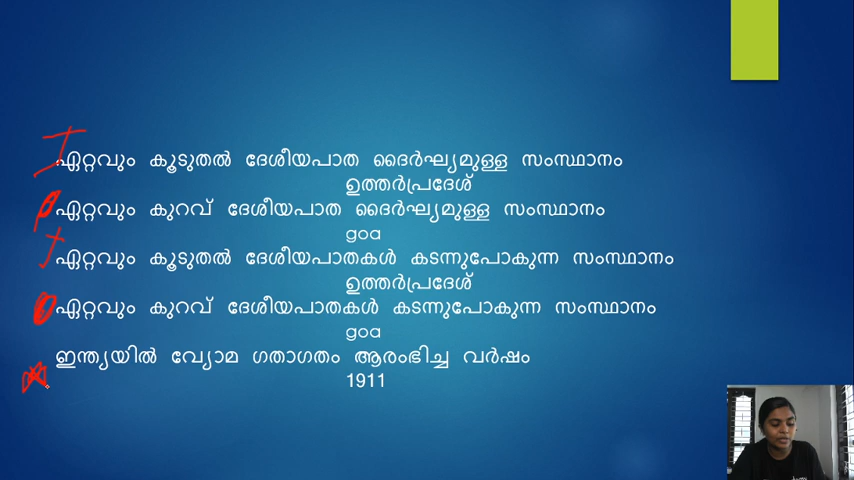 ഏറ്റവും കൂടുതൽ ദേശീയപാത ദൈർഘ്യമുള്ള സംസ്ഥാനം
ഉത്തർപ്രദേശ്
ഏറ്റവും കുറവ് ദേശീയപാത ദൈർഘ്യമുള്ള സംസ്ഥാനം
goa
ഏറ്റവും കൂടുതൽ ദേശീയപാതകൾ കടന്നുപോകുന്ന സംസ്ഥാനം
ഉത്തർപ്രദേശ്
ഏറ്റവും കുറവ് ദേശീയപാതകൾ കടന്നുപോകുന്ന സംസ്ഥാനം
goa
ഇന്ത്യയിൽ വ്യോമ ഗതാഗതം ആരംഭിച്ച വർഷം
1911